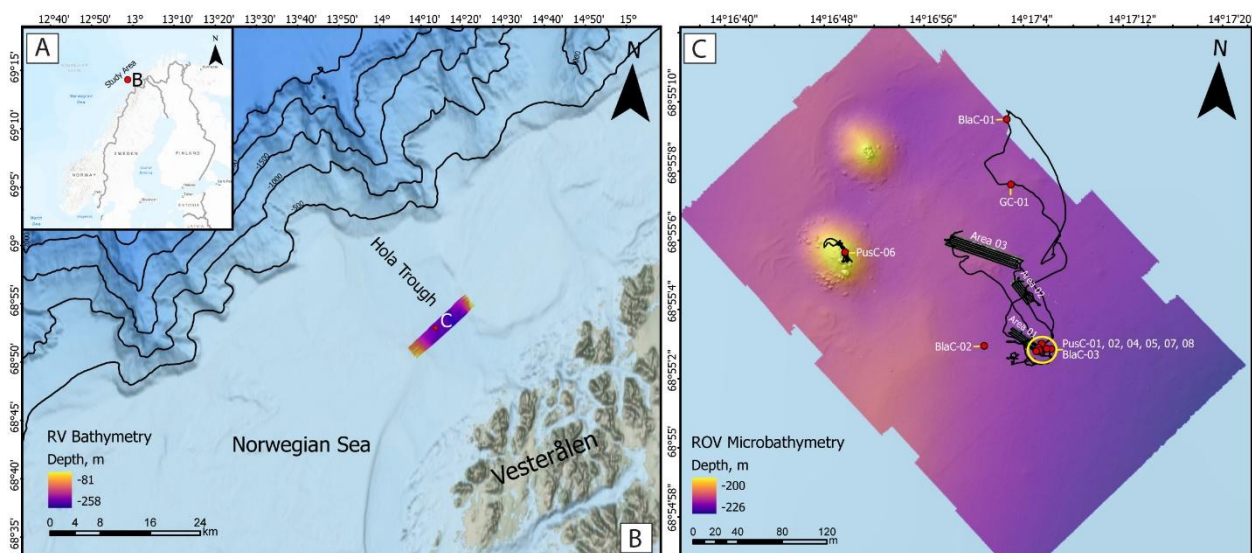 12°40' 12°50' 13° 13°10' 13°20' 13°30' 13°40' 13°50' 14° 14°10' 14°20' 14°30' 14°40' 14°50' 15°
A
N
Study Area
B
Norwegian Sea
NORWAY
SWEDEN
FINLAND
69°15'
69°10'
69°05'
69°
68°55'
68°50'
68°45'
68°40'
68°35'
N
-1500
-1000
-500
Hola Trough
C
Norwegian Sea
Vesterålen
RV Bathymetry
Depth, m
-81
-258
0 4 8 16 24
km
B
14°16'40" 14°16'48" 14°16'56" 14°17'4" 14°17'12" 14°17'20"
C
N
68°55'10"
68°55'8"
68°55'6"
68°55'4"
68°55'2"
68°55'
68°54'58"
BlaC-01
GC-01
Area 03
PusC-06
Area 02
Area 01
BlaC-02
PusC-01, 02, 04, 05, 07, 08
BlaC-03
ROV Microbathymetry
Depth, m
-200
-226
0 20 40 80 120
m